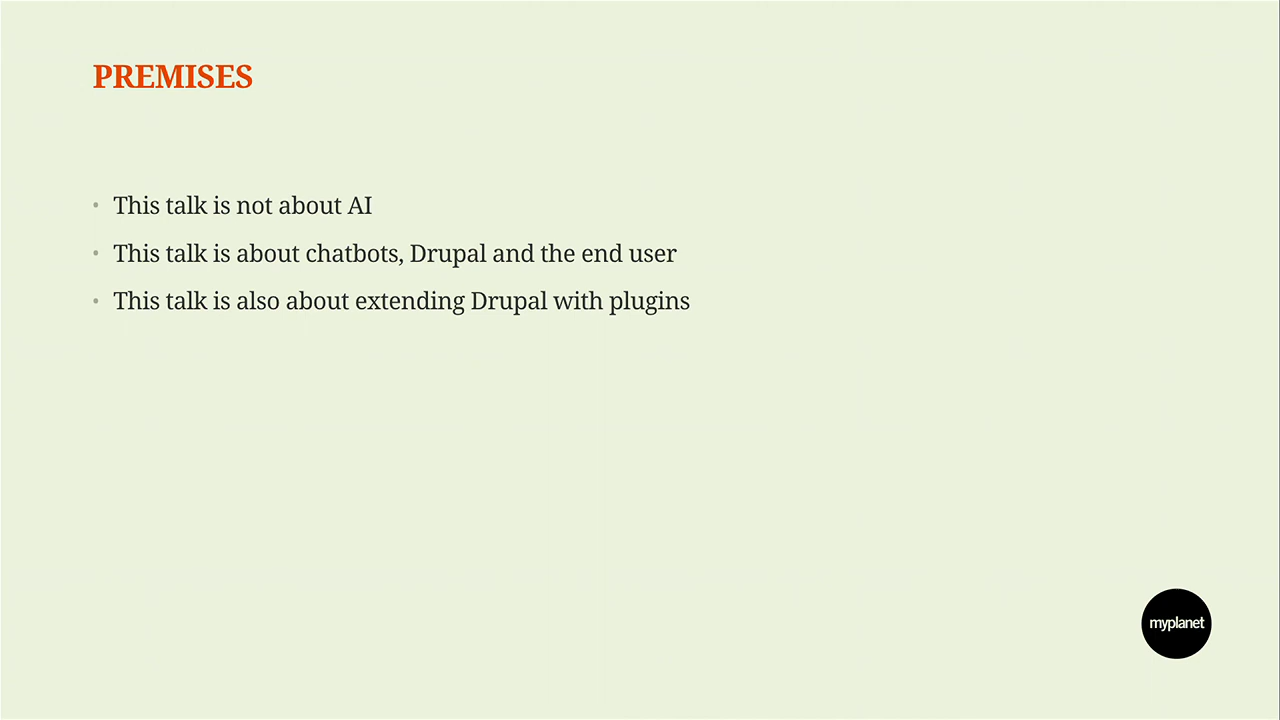 PREMISES
• This talk is not about AI
• This talk is about chatbots, Drupal and the end user
• This talk is also about extending Drupal with plugins
myplanet